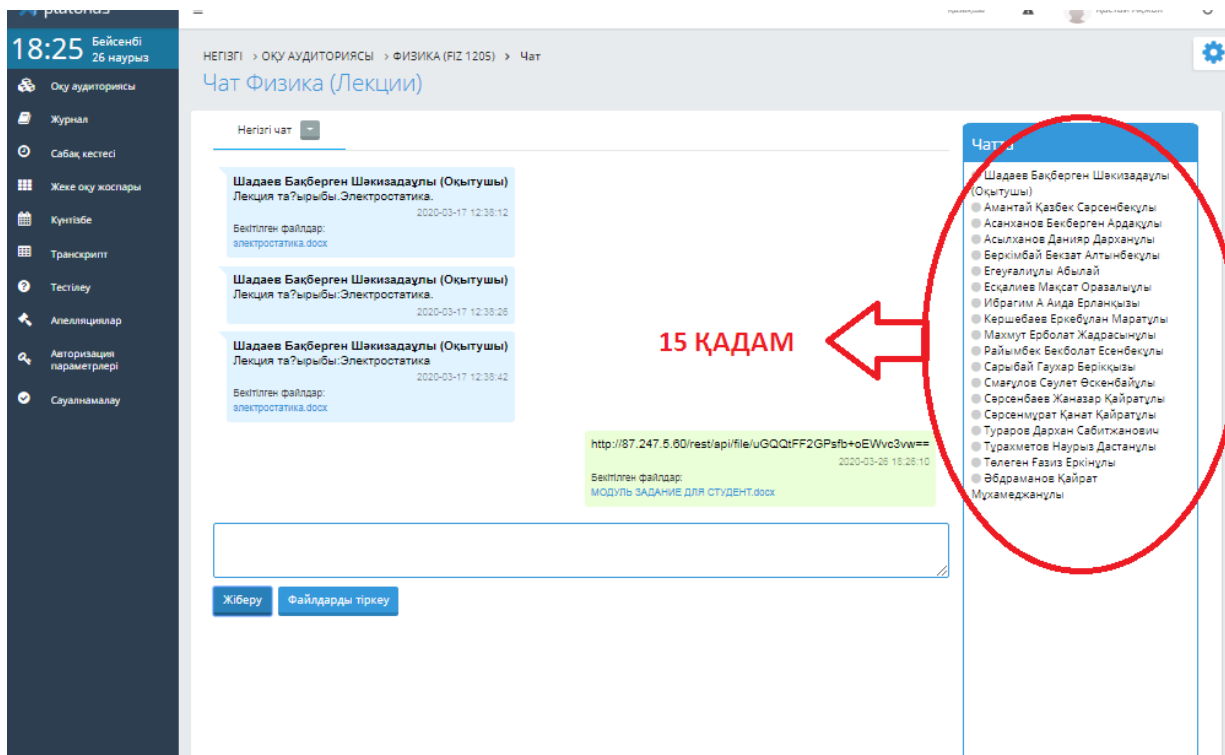 platonus
18:25 Бейсенбі
26 наурыз
Оқу аудиториясы
Журнал
Сабақ кестесі
Жеке оқу жоспары
Күнтізбе
Транскрипт
Тестілеу
Апелляциялар
Авторизация
параметрлері
Сауалнамалау
НЕГІЗГІ > ОҚУ АУДИТОРИЯСЫ > ФИЗИКА (FIZ 1205) > Чат
Чат Физика (Лекции)
Негізгі чат
Шадаев Бақберген Шәкизадаұлы (Оқытушы)
Лекция та?ырыбы.Электростатика.
2020-03-17 12:38:12
Бекітілген файлдар:
электростатика.docx
Шадаев Бақберген Шәкизадаұлы (Оқытушы)
Лекция та?ырыбы:Электростатика.
2020-03-17 12:38:26
Шадаев Бақберген Шәкизадаұлы (Оқытушы)
Лекция та?ырыбы:Электростатика
2020-03-17 12:38:42
Бекітілген файлдар:
электростатика.docx
http://87.247.5.60/rest/api/file/uGQQtFF2GPsfb+oEWvc3vw==
2020-03-26 18:26:10
Бекітілген файлдар:
МОДУЛЬ ЗАДАНИЕ ДЛЯ СТУДЕНТ.docx
Жіберу
Файлдарды тіркеу
15 ҚАДАМ
Чатта
Шадаев Бақберген Шәкизадаұлы
(Оқытушы)
Амантай Қазбек Сәрсенбекұлы
Асанханов Бекберген Ардақұлы
Асылханов Данияр Дарханұлы
Беркімбай Бекзат Алтынбекұлы
Егеуғалиұлы Абылай
Есқалиев Мақсат Оразалыұлы
Ибрагим А Аида Ерланқызы
Кершебаев Еркебұлан Маратұлы
Махмут Ерболат Жадрасынұлы
Райымбек Бекболат Есенбекұлы
Сарыбай Гаухар Берікқызы
Смағұлов Сәулет Өскенбайұлы
Сәрсенбаев Жаназар Қайратұлы
Сәрсенмұрат Қанат Қайратұлы
Тураров Дархан Сабитжанович
Тұрахметов Наурыз Дастанұлы
Төлеген Ғазиз Еркінұлы
Әбдраманов Қайрат
Мұхамеджанұлы